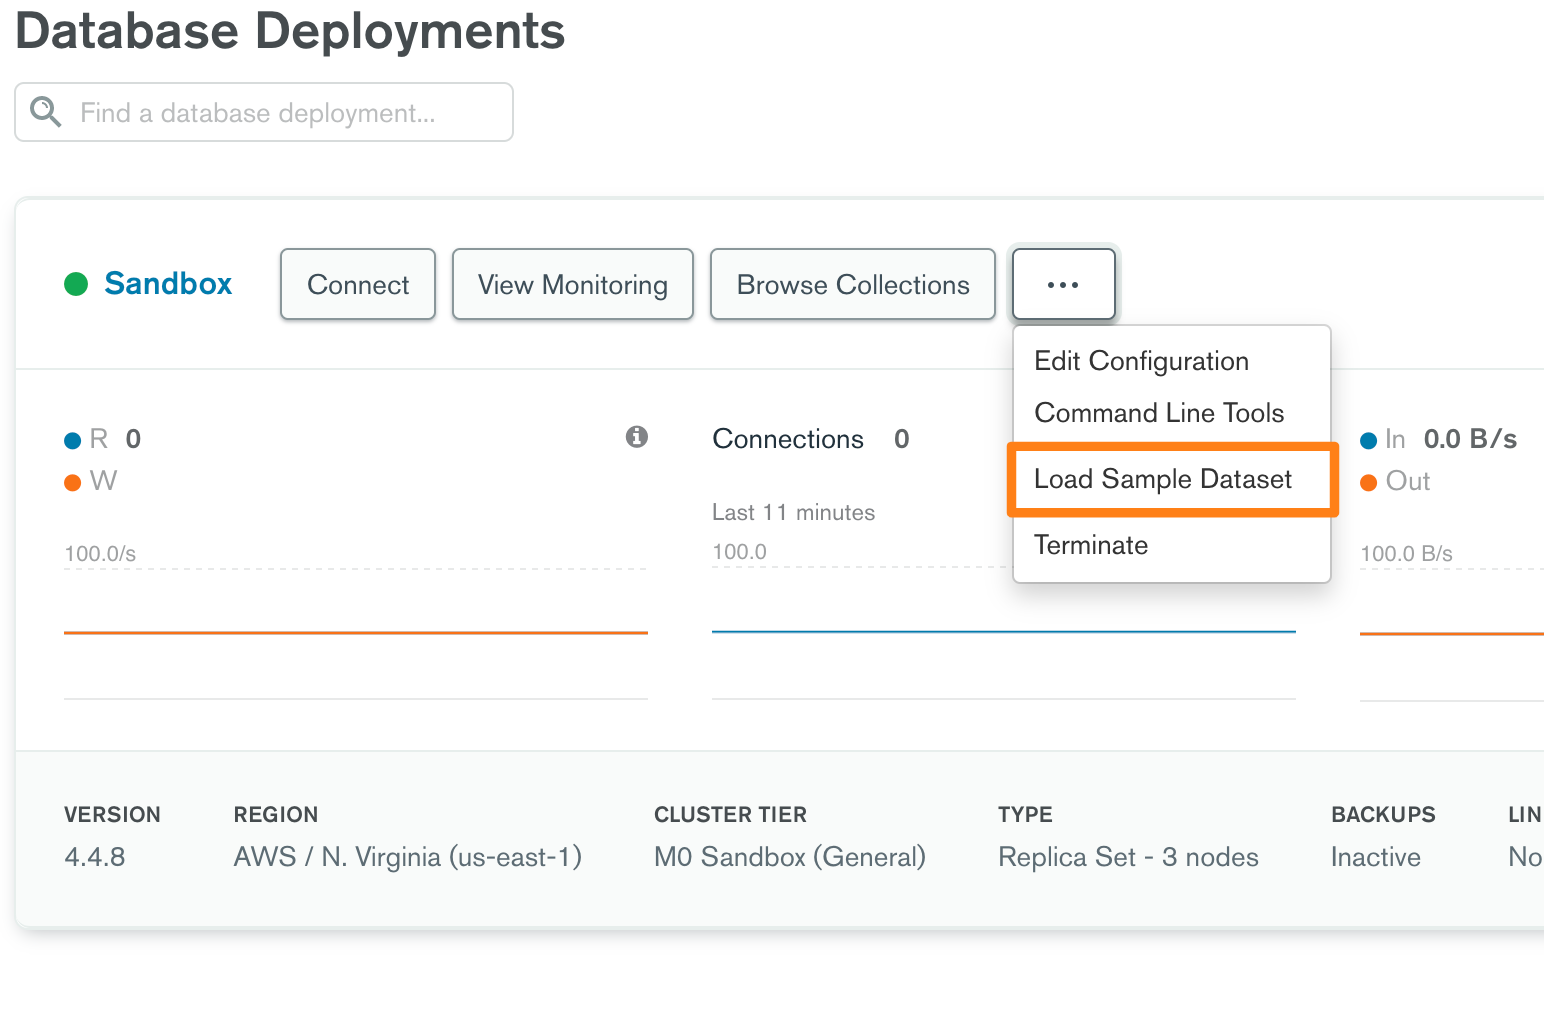 Database Deployments
Find a database deployment...
Sandbox
Connect
View Monitoring
Browse Collections
...
Edit Configuration
Command Line Tools
Load Sample Dataset
Terminate
R 0
W
100.0/s
Connections 0
Last 11 minutes
100.0
In 0.0 B/s
Out
100.0 B/s
VERSION
4.4.8
REGION
AWS / N. Virginia (us-east-1)
CLUSTER TIER
M0 Sandbox (General)
TYPE
Replica Set - 3 nodes
BACKUPS
Inactive
LIN
No